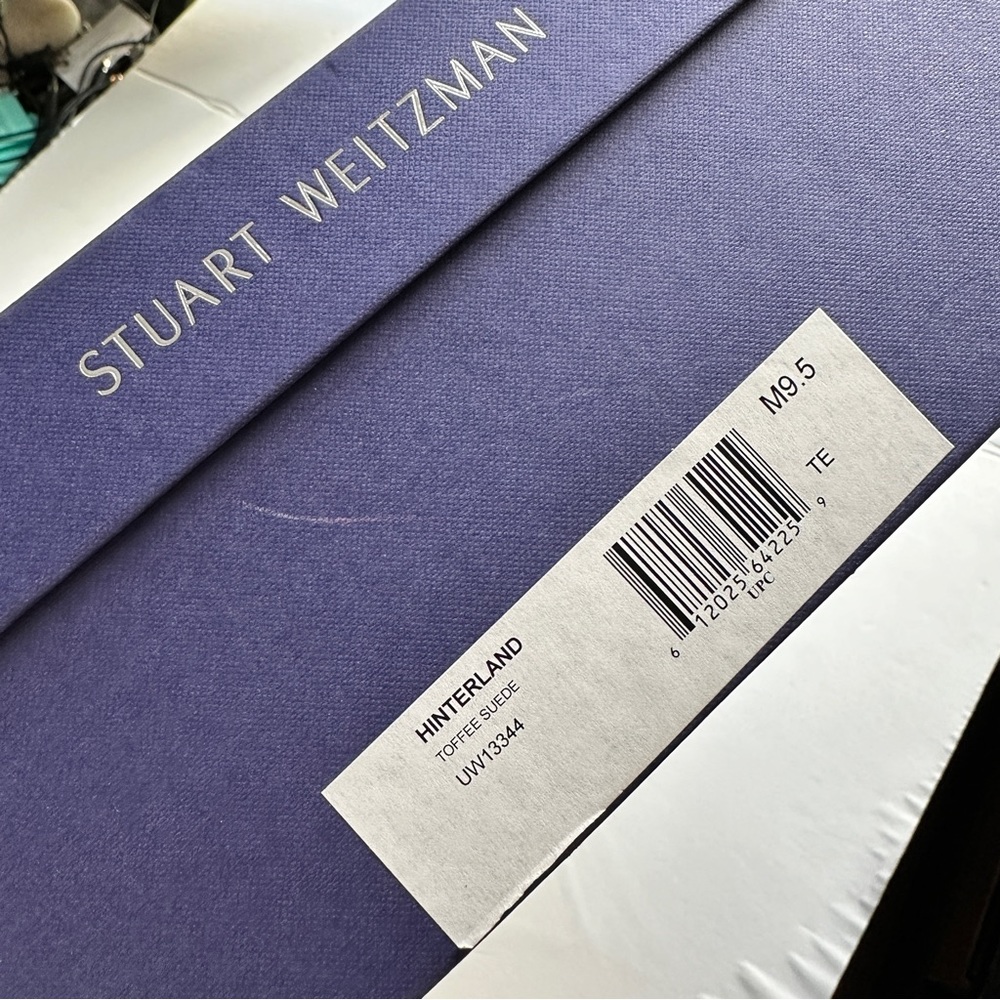 STUART WEITZMAN
M9.5
TE
6 12025 64225 9
UPC
HINTERLAND
TOFFEE SUEDE
UW13344